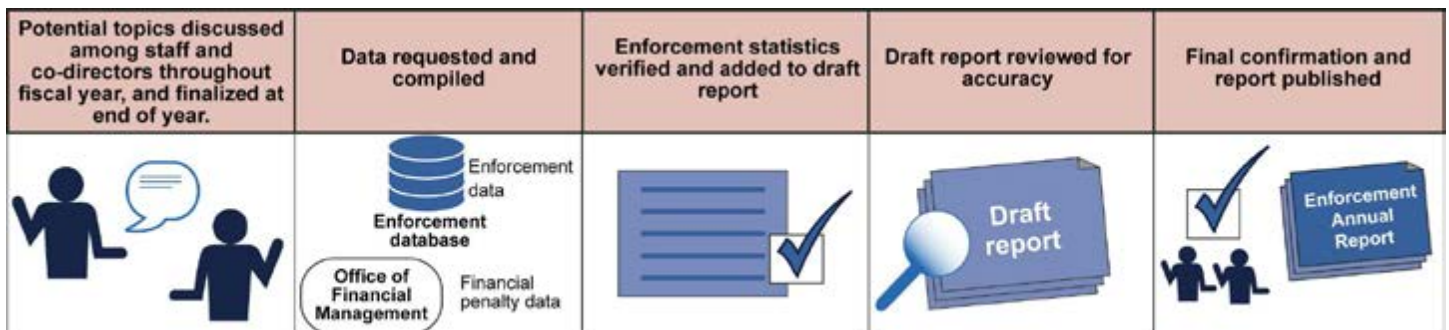 Potential topics discussed
among staff and
co-directors throughout
fiscal year, and finalized at
end of year.
Data requested and
compiled
Enforcement statistics
verified and added to draft
report
Draft report reviewed for
accuracy
Final confirmation and
report published
Enforcement
data
Enforcement
database
Office of
Financial
Management
Financial
penalty data
Draft
report
Enforcement
Annual
Report